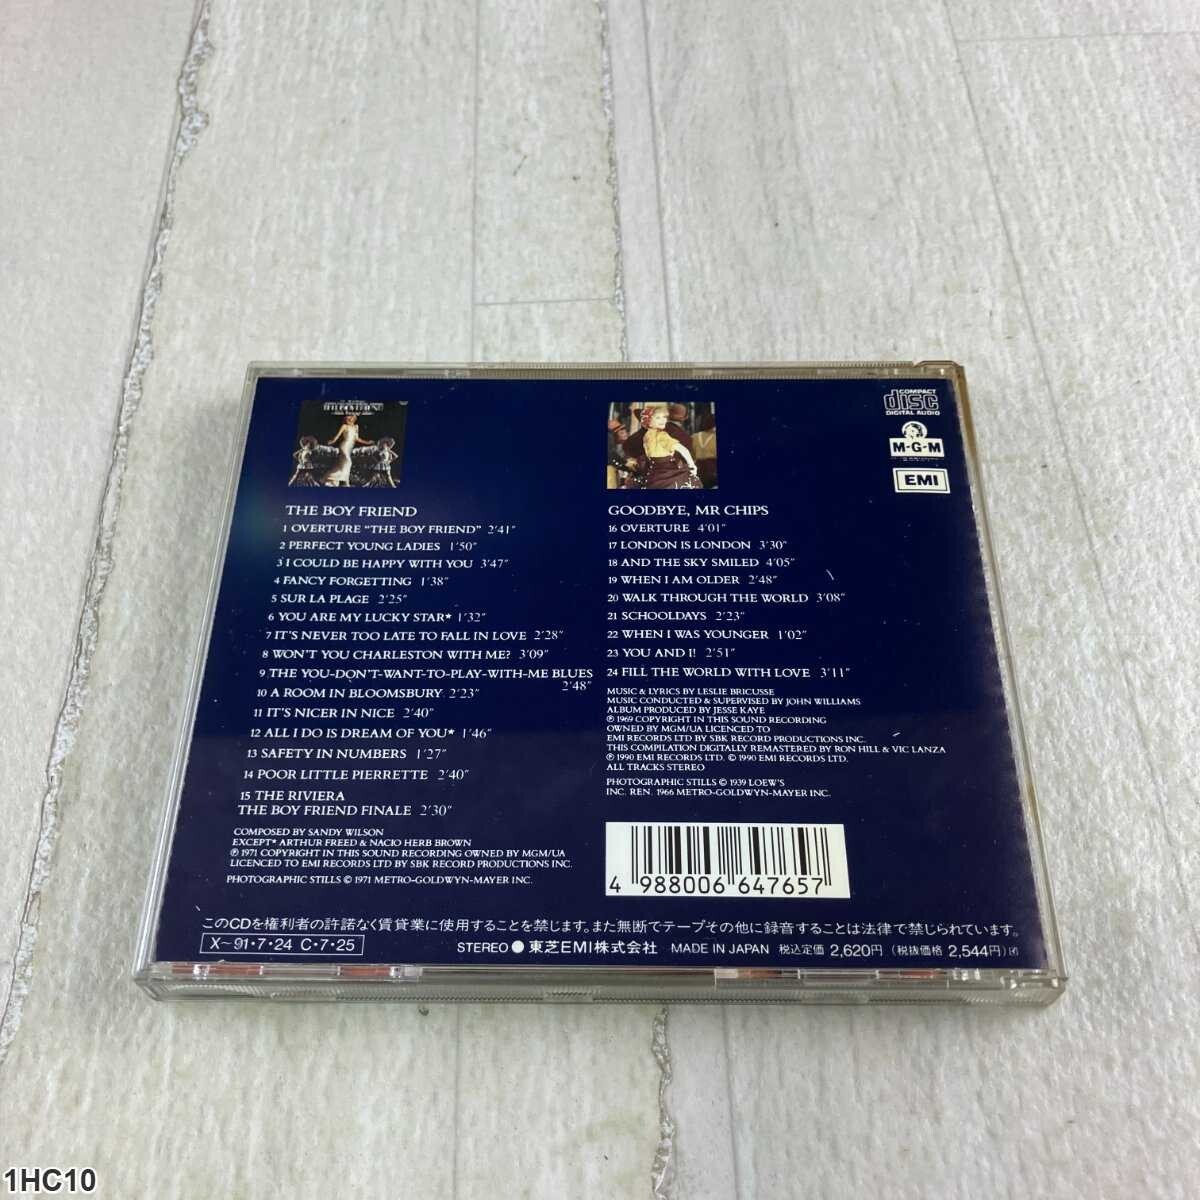 THE BOY FRIEND
1 OVERTURE “THE BOY FRIEND” 2'41"
2 PERFECT YOUNG LADIES 1'50"
3 I COULD BE HAPPY WITH YOU 3'47"
4 FANCY FORGETTING 1'38"
5 SUR LA PLAGE 2'25"
6 YOU ARE MY LUCKY STAR* 1'32"
7 IT'S NEVER TOO LATE TO FALL IN LOVE 2'28"
8 WON'T YOU CHARLESTON WITH ME? 3'09"
9 THE YOU-DON'T-WANT-TO-PLAY-WITH-ME BLUES
2'48"
10 A ROOM IN BLOOMSBURY 2'23"
11 IT'S NICER IN NICE 2'40"
12 ALL I DO IS DREAM OF YOU* 1'46"
13 SAFETY IN NUMBERS 1'27"
14 POOR LITTLE PIERRETTE 2'40"
15 THE RIVIERA
THE BOY FRIEND FINALE 2'30"
COMPOSED BY SANDY WILSON
EXCEPT* ARTHUR FREED & NACIO HERB BROWN
℗ 1971 COPYRIGHT IN THIS SOUND RECORDING OWNED BY MGM/UA
LICENCED TO EMI RECORDS LTD BY SBK RECORD PRODUCTIONS INC.
PHOTOGRAPHIC STILLS © 1971 METRO-GOLDWYN-MAYER INC.
GOODBYE, MR CHIPS
16 OVERTURE 4'01"
17 LONDON IS LONDON 3'30"
18 AND THE SKY SMILED 4'05"
19 WHEN I AM OLDER 2'48"
20 WALK THROUGH THE WORLD 3'08"
21 SCHOOLDAYS 2'23"
22 WHEN I WAS YOUNGER 1'02"
23 YOU AND I! 2'51"
24 FILL THE WORLD WITH LOVE 3'11"
MUSIC & LYRICS BY LESLIE BRICUSSE
MUSIC CONDUCTED & SUPERVISED BY JOHN WILLIAMS
ALBUM PRODUCED BY JESSE KAYE
℗ 1969 COPYRIGHT IN THIS SOUND RECORDING
OWNED BY MGM/UA LICENCED TO
EMI RECORDS LTD BY SBK RECORD PRODUCTIONS INC.
THIS COMPILATION DIGITALLY REMASTERED BY RON HILL & VIC LANZA
℗ 1990 EMI RECORDS LTD. © 1990 EMI RECORDS LTD.
ALL TRACKS STEREO
PHOTOGRAPHIC STILLS © 1939 LOEW'S
INC. REN. 1966 METRO-GOLDWYN-MAYER INC.
COMPACT
disc
DIGITAL AUDIO
M-G-M
EMI
4 988006 647657
このCDを権利者の許諾なく賃貸業に使用することを禁じます。また無断でテープその他に録音することは法律で禁じられています。
X〜91・7・24 C・7・25
STEREO ● 東芝EMI株式会社 MADE IN JAPAN 税込定価 2,620円 (税抜価格 2,544円)
1HC10